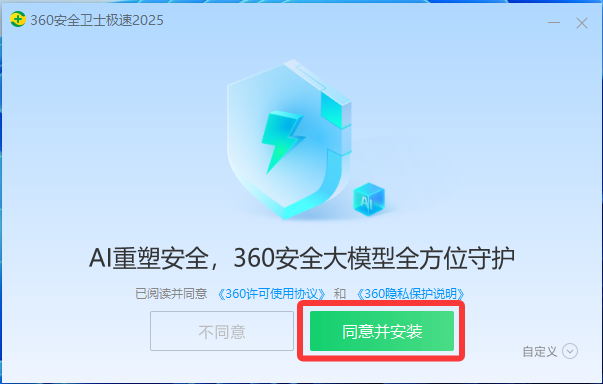 360安全卫士极速2025
AI
AI重塑安全，360安全大模型全方位守护
已阅读并同意 《360许可使用协议》 和 《360隐私保护说明》
不同意 同意并安装
自定义